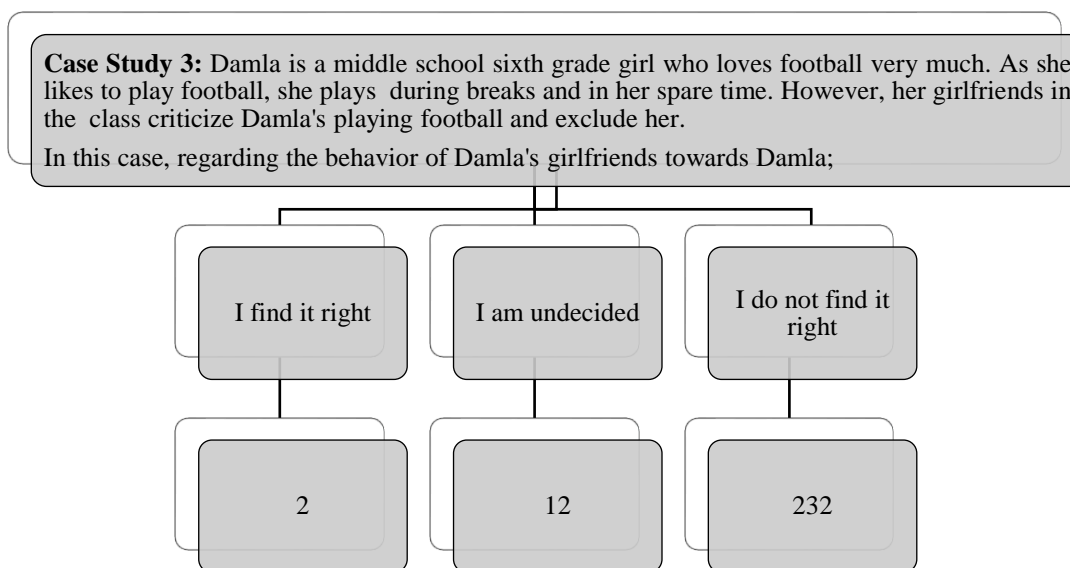 Case Study 3: Damla is a middle school sixth grade girl who loves football very much. As she
likes to play football, she plays during breaks and in her spare time. However, her girlfriends in
the class criticize Damla's playing football and exclude her.
In this case, regarding the behavior of Damla's girlfriends towards Damla;
I find it right
I am undecided
I do not find it
right
2
12
232